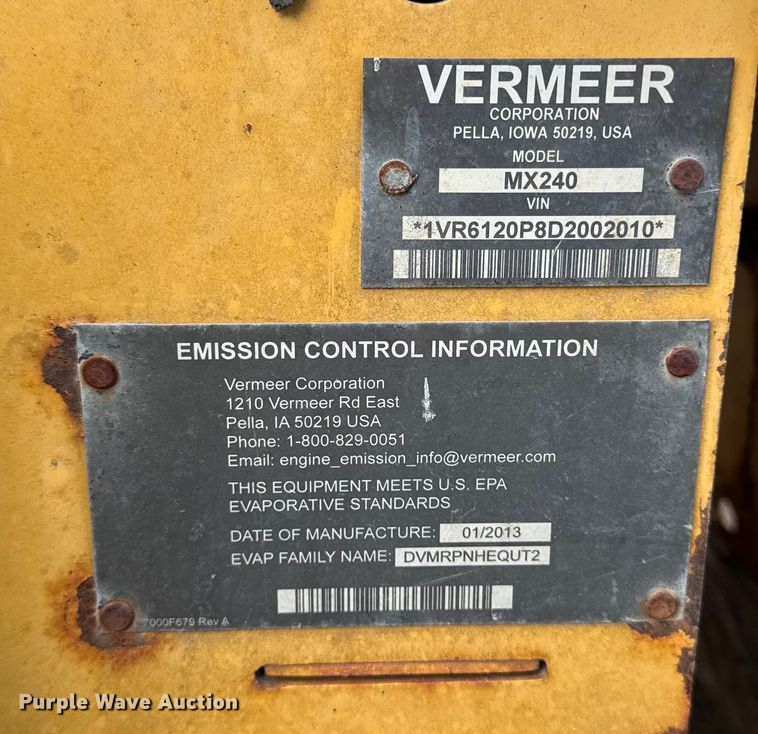 VERMEER
CORPORATION
PELLA, IOWA 50219, USA
MODEL
MX240
VIN
*1VR6120P8D2002010*
EMISSION CONTROL INFORMATION
Vermeer Corporation
1210 Vermeer Rd East
Pella, IA 50219 USA
Phone: 1-800-829-0051
Email: engine_emission_info@vermeer.com
THIS EQUIPMENT MEETS U.S. EPA
EVAPORATIVE STANDARDS
DATE OF MANUFACTURE: 01/2013
EVAP FAMILY NAME: DVMRPNHEQUT2
7000F679 Rev A
Purple Wave Auction